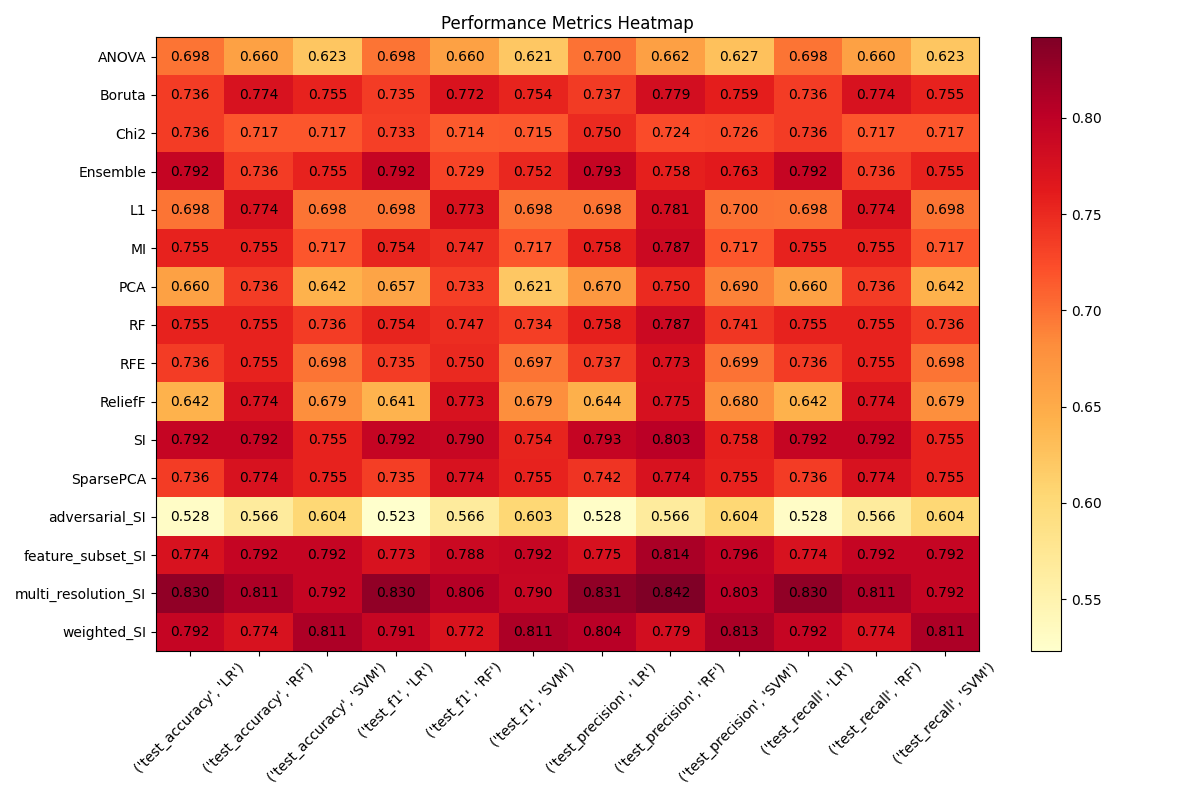 Performance Metrics Heatmap
ANOVA 0.698 0.660 0.623 0.698 0.660 0.621 0.700 0.662 0.627 0.698 0.660 0.623
Boruta 0.736 0.774 0.755 0.735 0.772 0.754 0.737 0.779 0.759 0.736 0.774 0.755
Chi2 0.736 0.717 0.717 0.733 0.714 0.715 0.750 0.724 0.726 0.736 0.717 0.717
Ensemble 0.792 0.736 0.755 0.792 0.729 0.752 0.793 0.758 0.763 0.792 0.736 0.755
L1 0.698 0.774 0.698 0.698 0.773 0.698 0.698 0.781 0.700 0.698 0.774 0.698
MI 0.755 0.755 0.717 0.754 0.747 0.717 0.758 0.787 0.717 0.755 0.755 0.717
PCA 0.660 0.736 0.642 0.657 0.733 0.621 0.670 0.750 0.690 0.660 0.736 0.642
RF 0.755 0.755 0.736 0.754 0.747 0.734 0.758 0.787 0.741 0.755 0.755 0.736
RFE 0.736 0.755 0.698 0.735 0.750 0.697 0.737 0.773 0.699 0.736 0.755 0.698
ReliefF 0.642 0.774 0.679 0.641 0.773 0.679 0.644 0.775 0.680 0.642 0.774 0.679
SI 0.792 0.792 0.755 0.792 0.790 0.754 0.793 0.803 0.758 0.792 0.792 0.755
SparsePCA 0.736 0.774 0.755 0.735 0.774 0.755 0.742 0.774 0.755 0.736 0.774 0.755
adversarial_SI 0.528 0.566 0.604 0.523 0.566 0.603 0.528 0.566 0.604 0.528 0.566 0.604
feature_subset_SI 0.774 0.792 0.792 0.773 0.788 0.792 0.775 0.814 0.796 0.774 0.792 0.792
multi_resolution_SI 0.830 0.811 0.792 0.830 0.806 0.790 0.831 0.842 0.803 0.830 0.811 0.792
weighted_SI 0.792 0.774 0.811 0.791 0.772 0.811 0.804 0.779 0.813 0.792 0.774 0.811
('test_accuracy', 'LR')
('test_accuracy', 'RF')
('test_accuracy', 'SVM')
('test_f1', 'LR')
('test_f1', 'RF')
('test_f1', 'SVM')
('test_precision', 'LR')
('test_precision', 'RF')
('test_precision', 'SVM')
('test_recall', 'LR')
('test_recall', 'RF')
('test_recall', 'SVM')
0.80
0.75
0.70
0.65
0.60
0.55